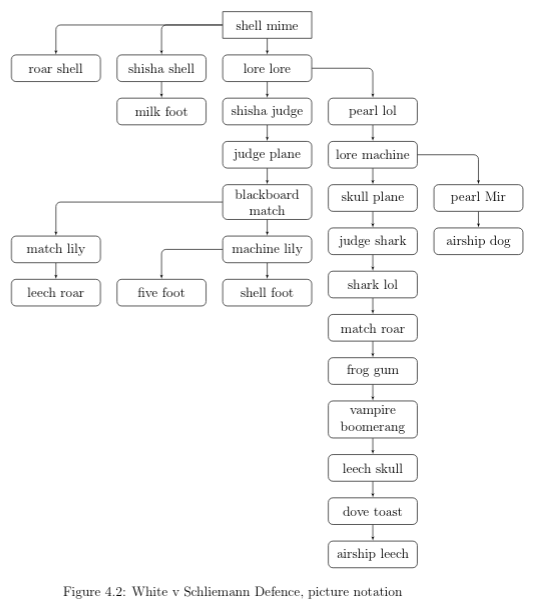 shell mime
roar shell
shisha shell
lore lore
milk foot
shisha judge
pearl lol
judge plane
lore machine
blackboard
match
skull plane
pearl Mir
match lily
machine lily
judge shark
airship dog
leech roar
five foot
shell foot
shark lol
match roar
frog gum
vampire
boomerang
leech skull
dove toast
airship leech
Figure 4.2: White v Schliemann Defence, picture notation